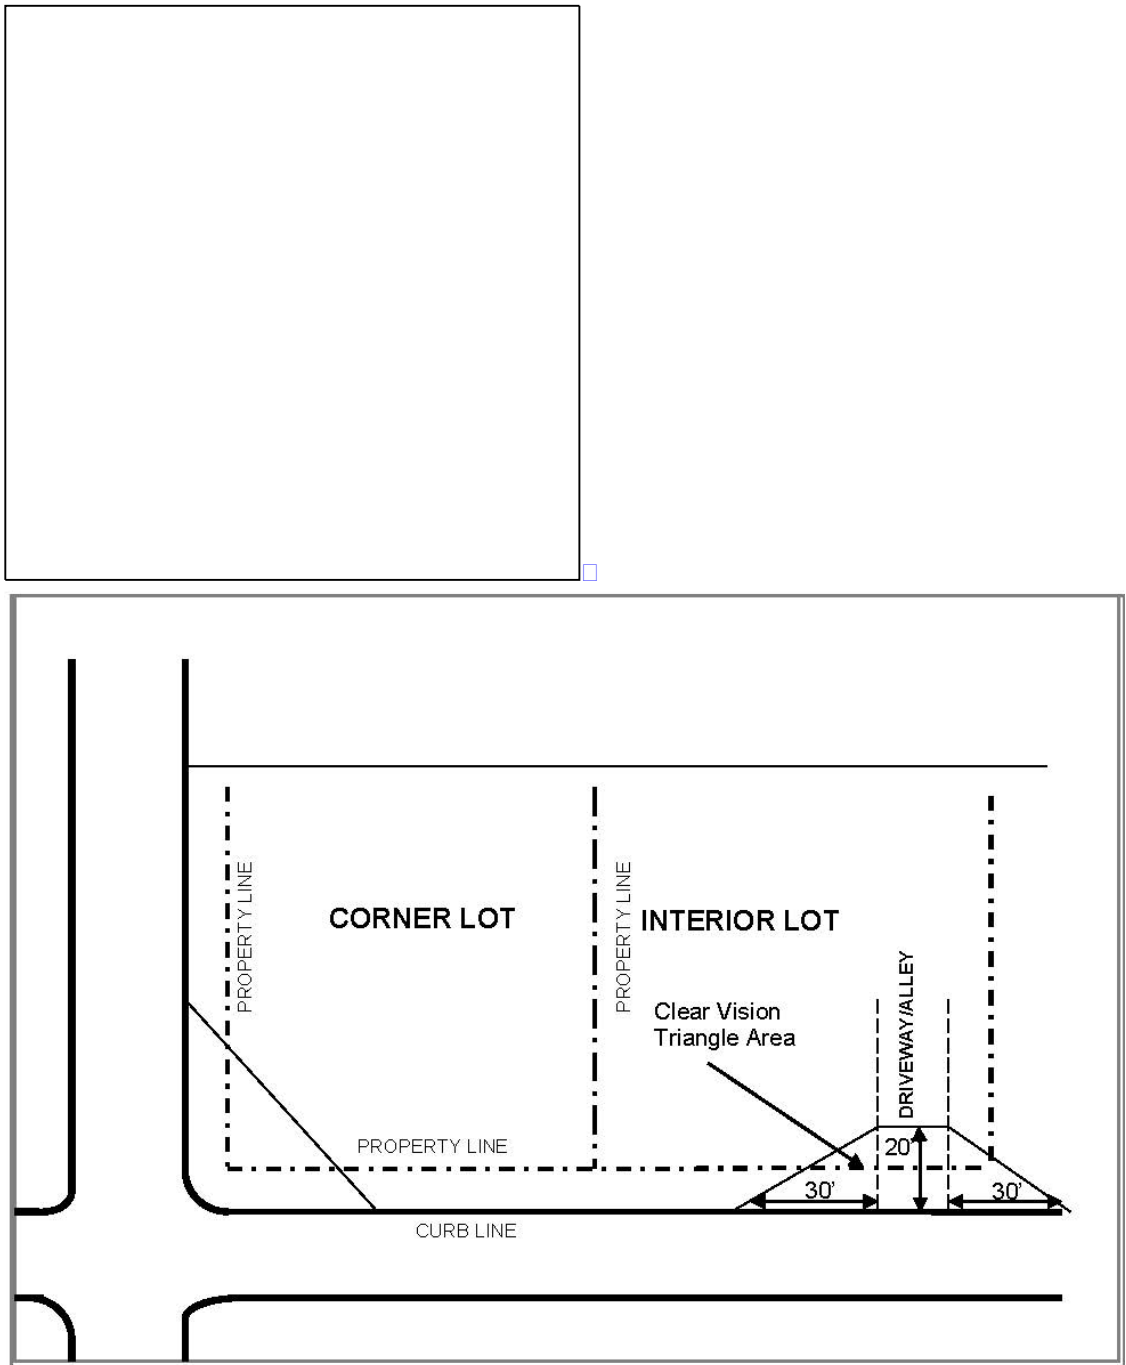 PROPERTY LINE
CORNER LOT
PROPERTY LINE
INTERIOR LOT
DRIVEWAY/ALLEY
Clear Vision
Triangle Area
PROPERTY LINE
20'
30'
30'
CURB LINE